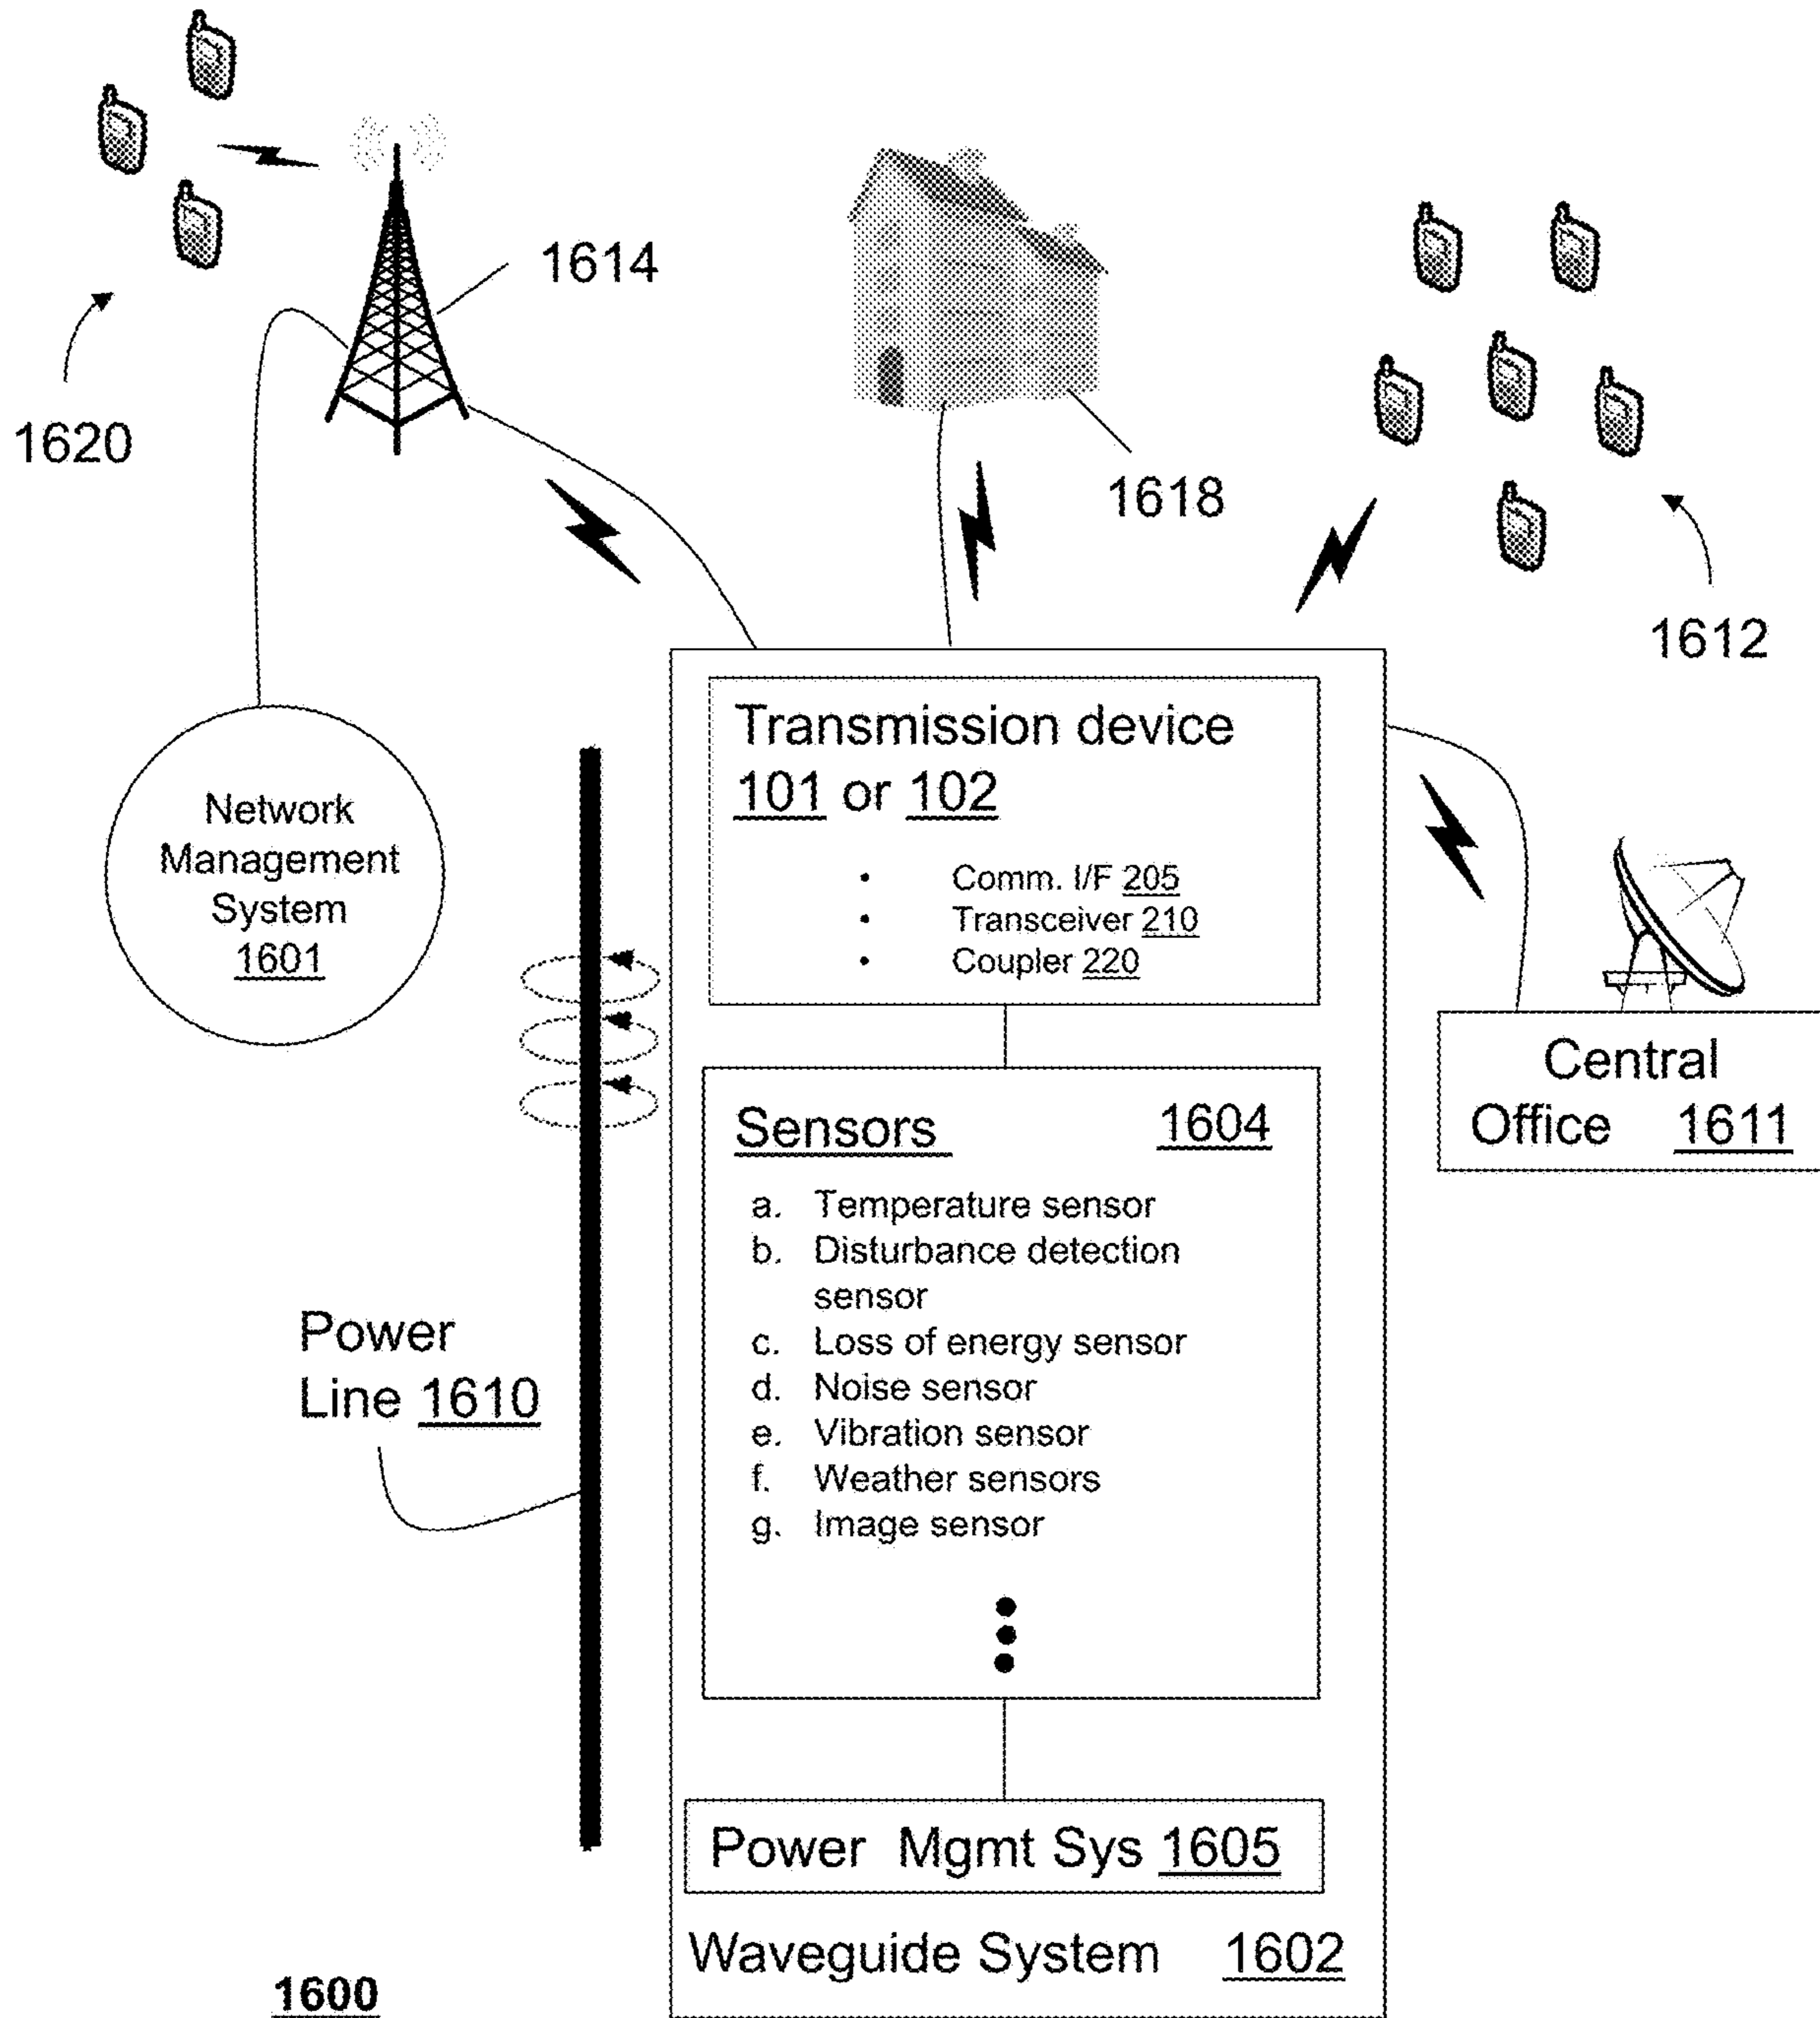 1614
1620
1618
1612
Network
Management
System
1601
Transmission device
101 or 102
• Comm. I/F 205
• Transceiver 210
• Coupler 220
Central
Office 1611
Sensors 1604
a. Temperature sensor
b. Disturbance detection
sensor
c. Loss of energy sensor
d. Noise sensor
e. Vibration sensor
f. Weather sensors
g. Image sensor
Power
Line 1610
Power Mgmt Sys 1605
Waveguide System 1602
1600